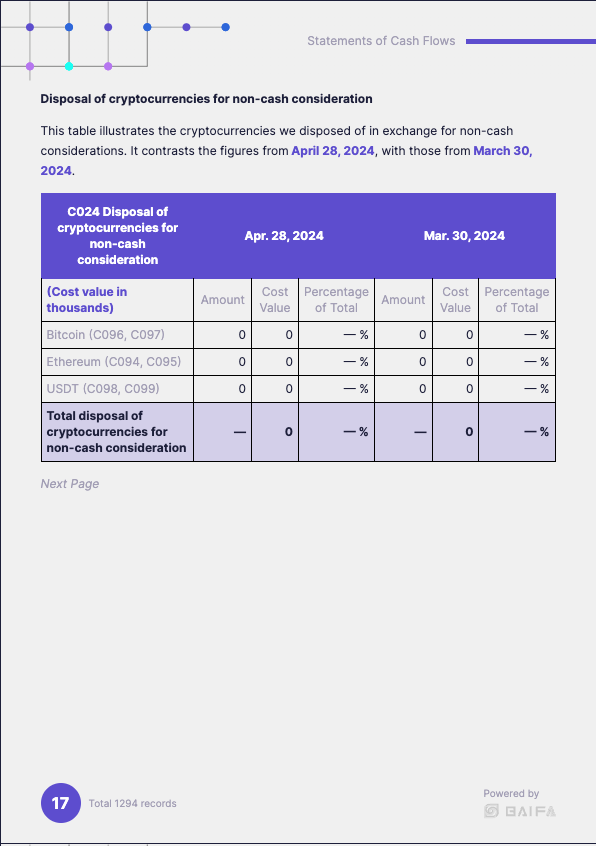 Statements of Cash Flows
Disposal of cryptocurrencies for non-cash consideration
This table illustrates the cryptocurrencies we disposed of in exchange for non-cash
considerations. It contrasts the figures from April 28, 2024, with those from March 30,
2024.
C024 Disposal of
cryptocurrencies for
non-cash
consideration
Apr. 28, 2024
Mar. 30, 2024
(Cost value in
thousands)
Amount
Cost
Value
Percentage
of Total
Amount
Cost
Value
Percentage
of Total
Bitcoin (C096, C097) 0 0 — % 0 0 — %
Ethereum (C094, C095) 0 0 — % 0 0 — %
USDT (C098, C099) 0 0 — % 0 0 — %
Total disposal of
cryptocurrencies for
non-cash consideration
— 0 — % — 0 — %
Next Page
17 Total 1294 records
Powered by
BAIFA